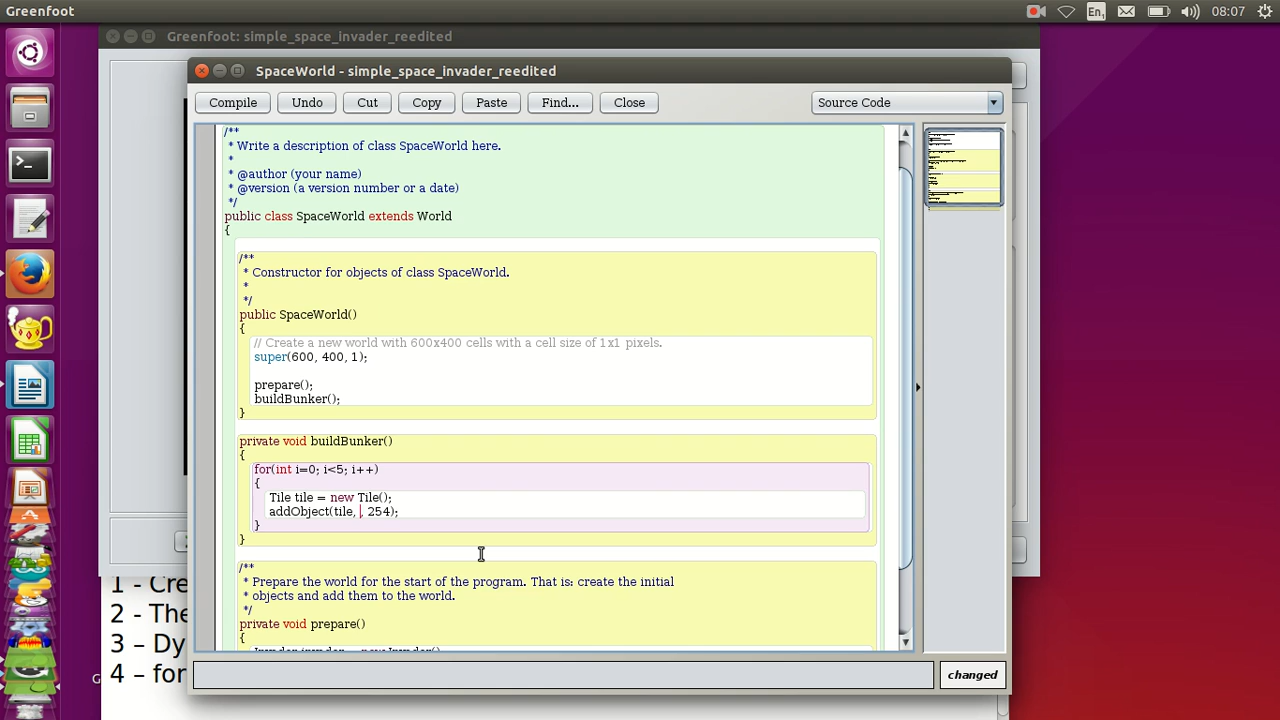 Greenfoot
En₁
08:07
Greenfoot: simple_space_invader_reedited
SpaceWorld - simple_space_invader_reedited
Compile
Undo
Cut
Copy
Paste
Find...
Close
Source Code
/**
* Write a description of class SpaceWorld here.
*
* @author (your name)
* @version (a version number or a date)
*/
public class SpaceWorld extends World
{
/**
* Constructor for objects of class SpaceWorld.
*
*/
public SpaceWorld()
{
// Create a new world with 600x400 cells with a cell size of 1x1 pixels.
super(600, 400, 1);
prepare();
buildBunker();
}
private void buildBunker()
{
for(int i=0; i<5; i++)
{
Tile tile = new Tile();
addObject(tile, , 254);
}
}
/**
* Prepare the world for the start of the program. That is: create the initial
* objects and add them to the world.
*/
private void prepare()
{
changed
1 - Cre
2 - The
3 – Dy
4 – for
G